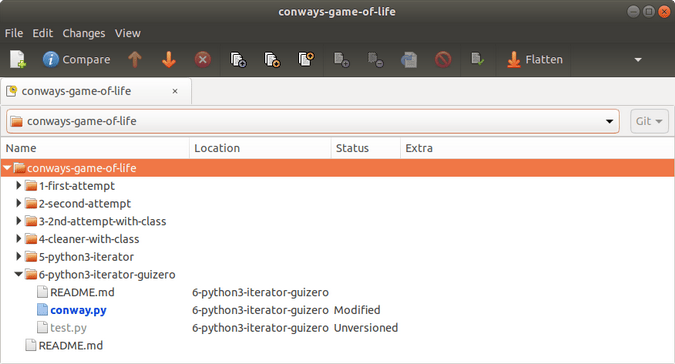 conways-game-of-life
File Edit Changes View
Compare Flatten
conways-game-of-life ×
conways-game-of-life Git
Name Location Status Extra
conways-game-of-life
1-first-attempt
2-second-attempt
3-2nd-attempt-with-class
4-cleaner-with-class
5-python3-iterator
6-python3-iterator-guizero
README.md 6-python3-iterator-guizero
conway.py 6-python3-iterator-guizero Modified
test.py 6-python3-iterator-guizero Unversioned
README.md